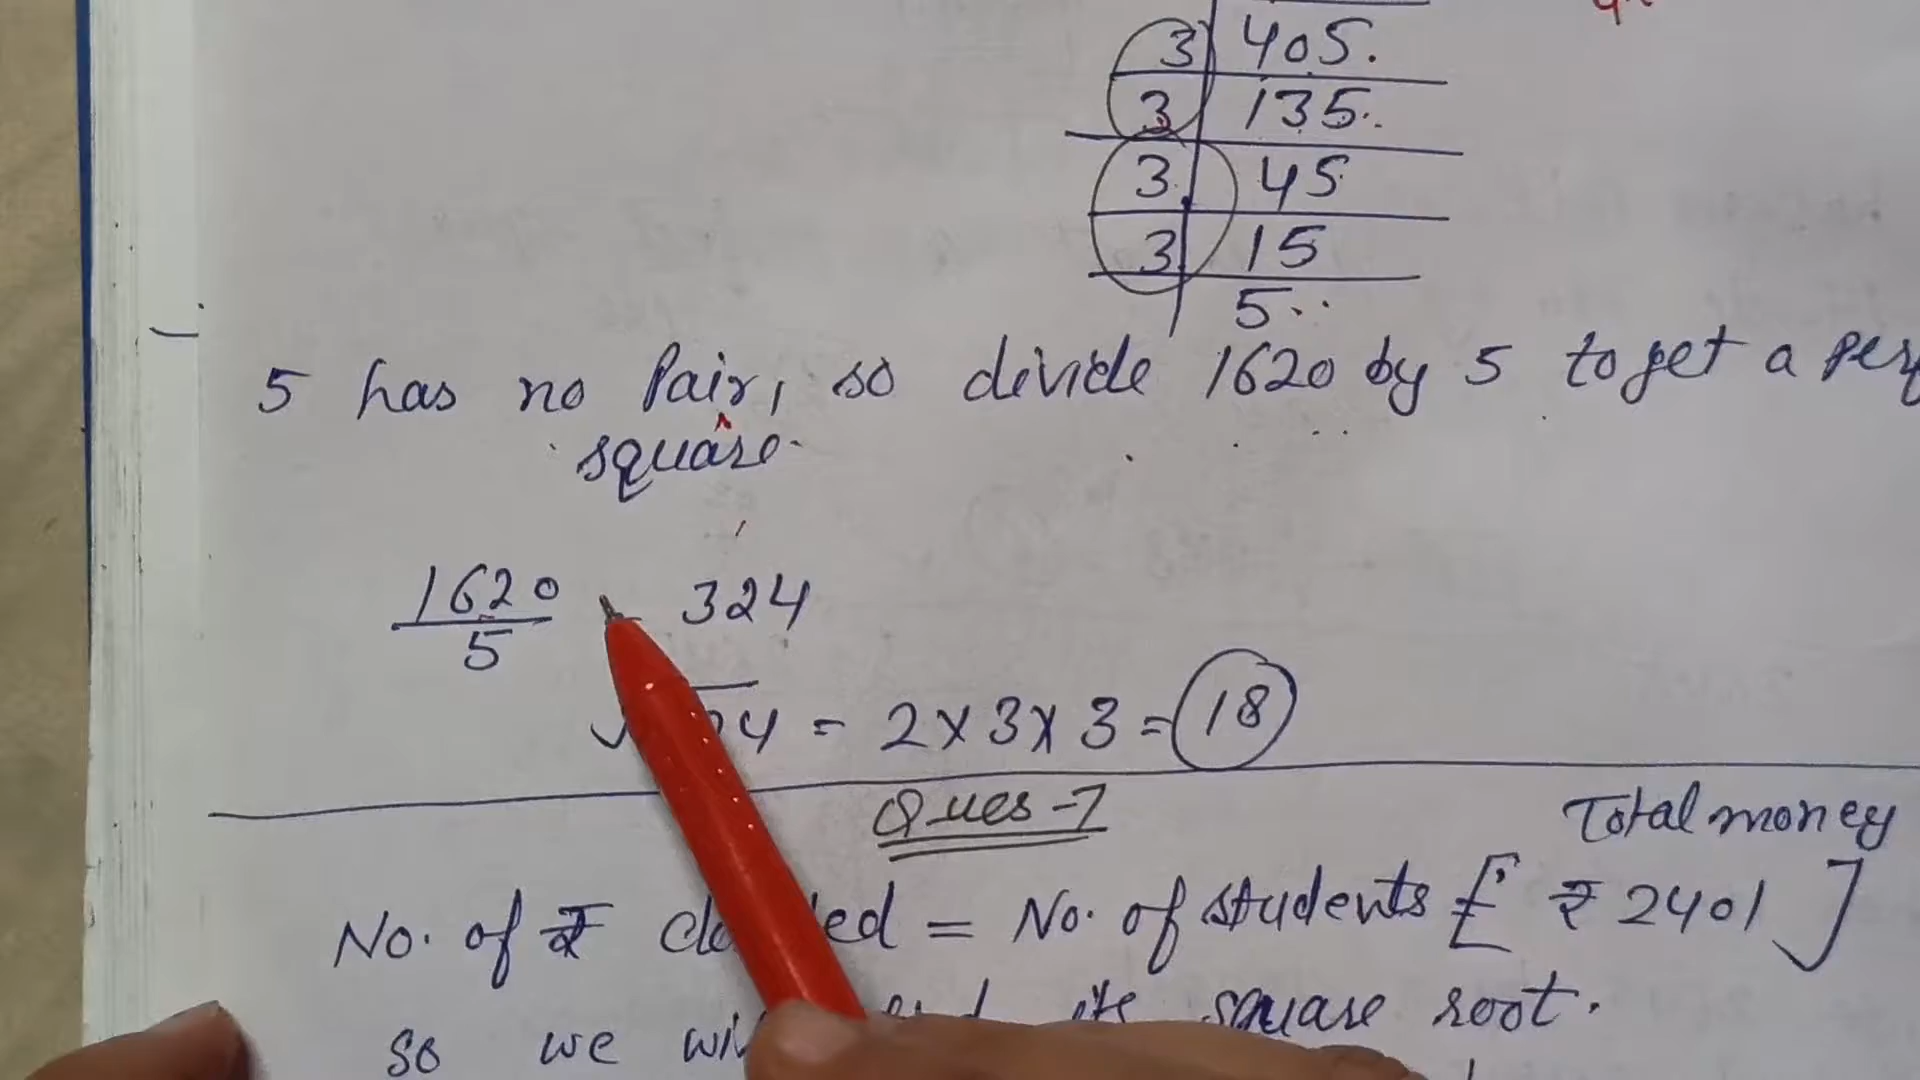 3 405.
3 135.
3 45
3 15
5
5 has no Pair, so divide 1620 by 5 to get a
square.
1620 324
5
4 = 2 x 3 x 3 = 18
Ques-7
Total money
No. of ₹ = No. of students [ ₹ 2401 ]
so we square root.